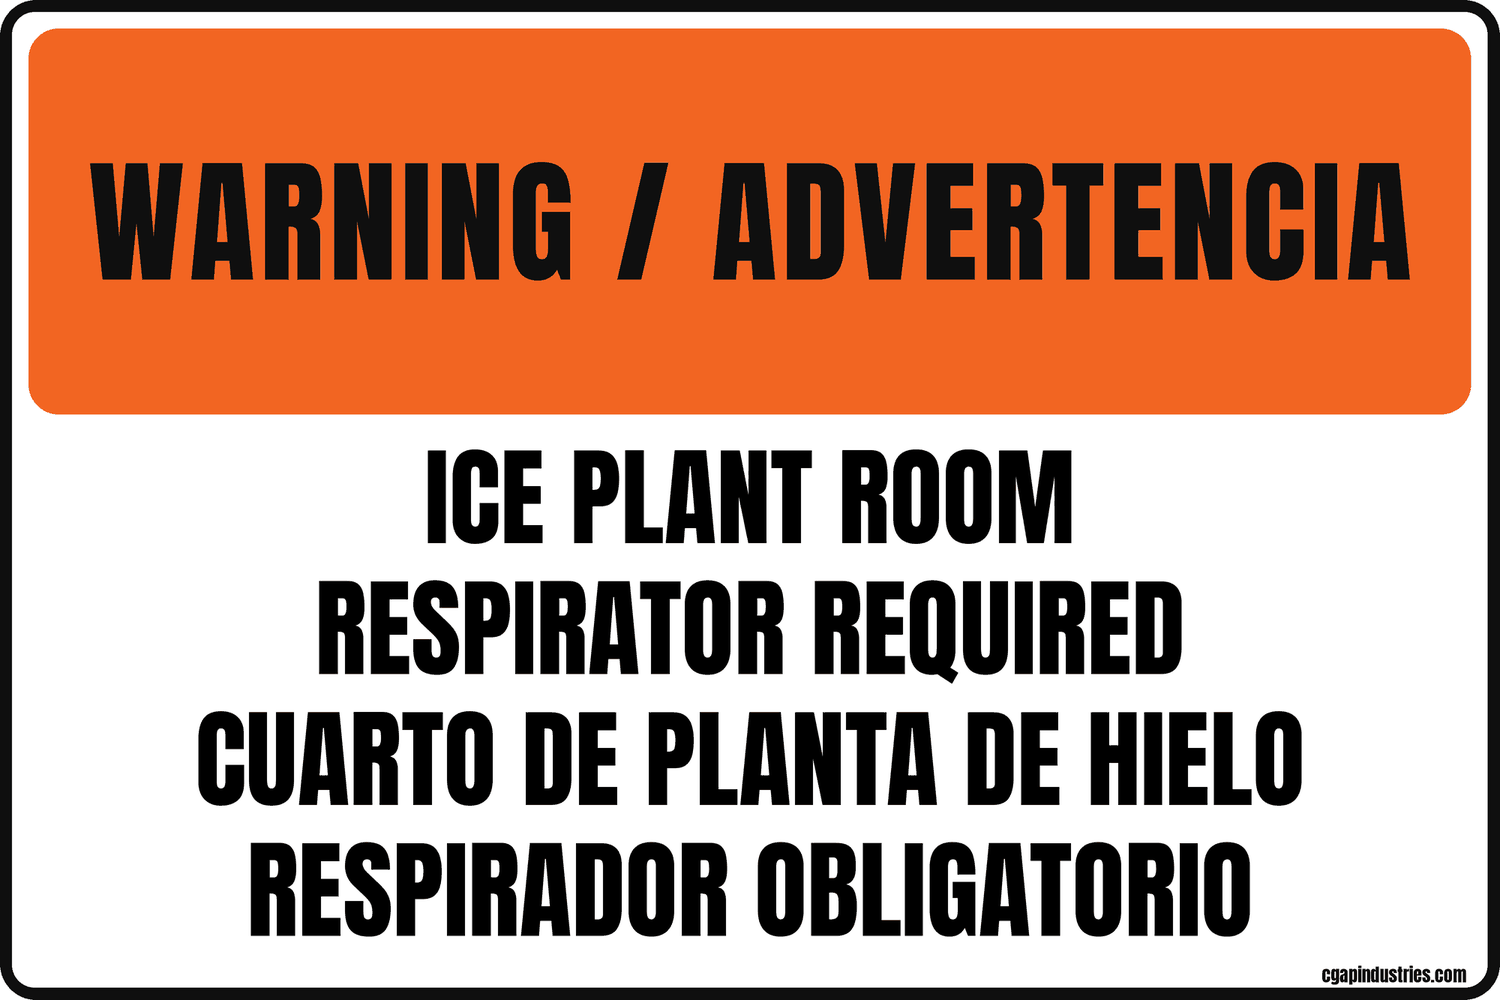 WARNING / ADVERTENCIA
ICE PLANT ROOM
RESPIRATOR REQUIRED
CUARTO DE PLANTA DE HIELO
RESPIRADOR OBLIGATORIO
cgapindustries.com